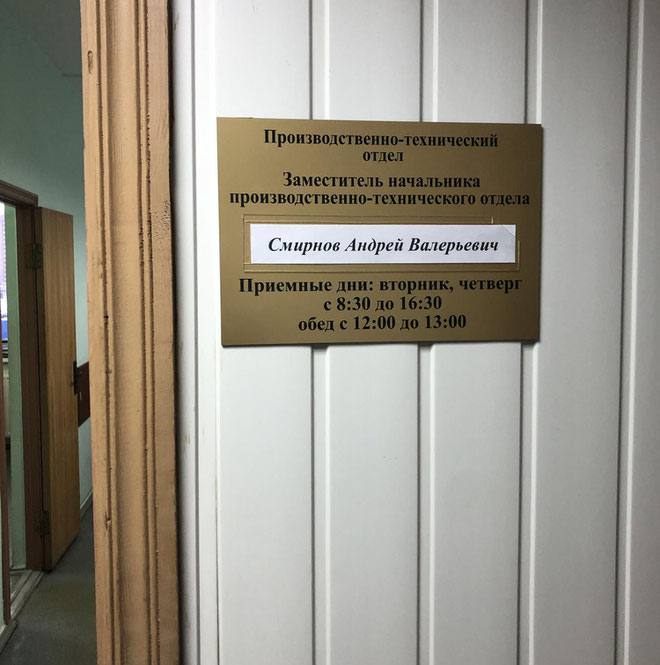 Производственно-технический
отдел
Заместитель начальника
производственно-технического отдела
Смирнов Андрей Валерьевич
Приемные дни: вторник, четверг
с 8:30 до 16:30
обед с 12:00 до 13:00